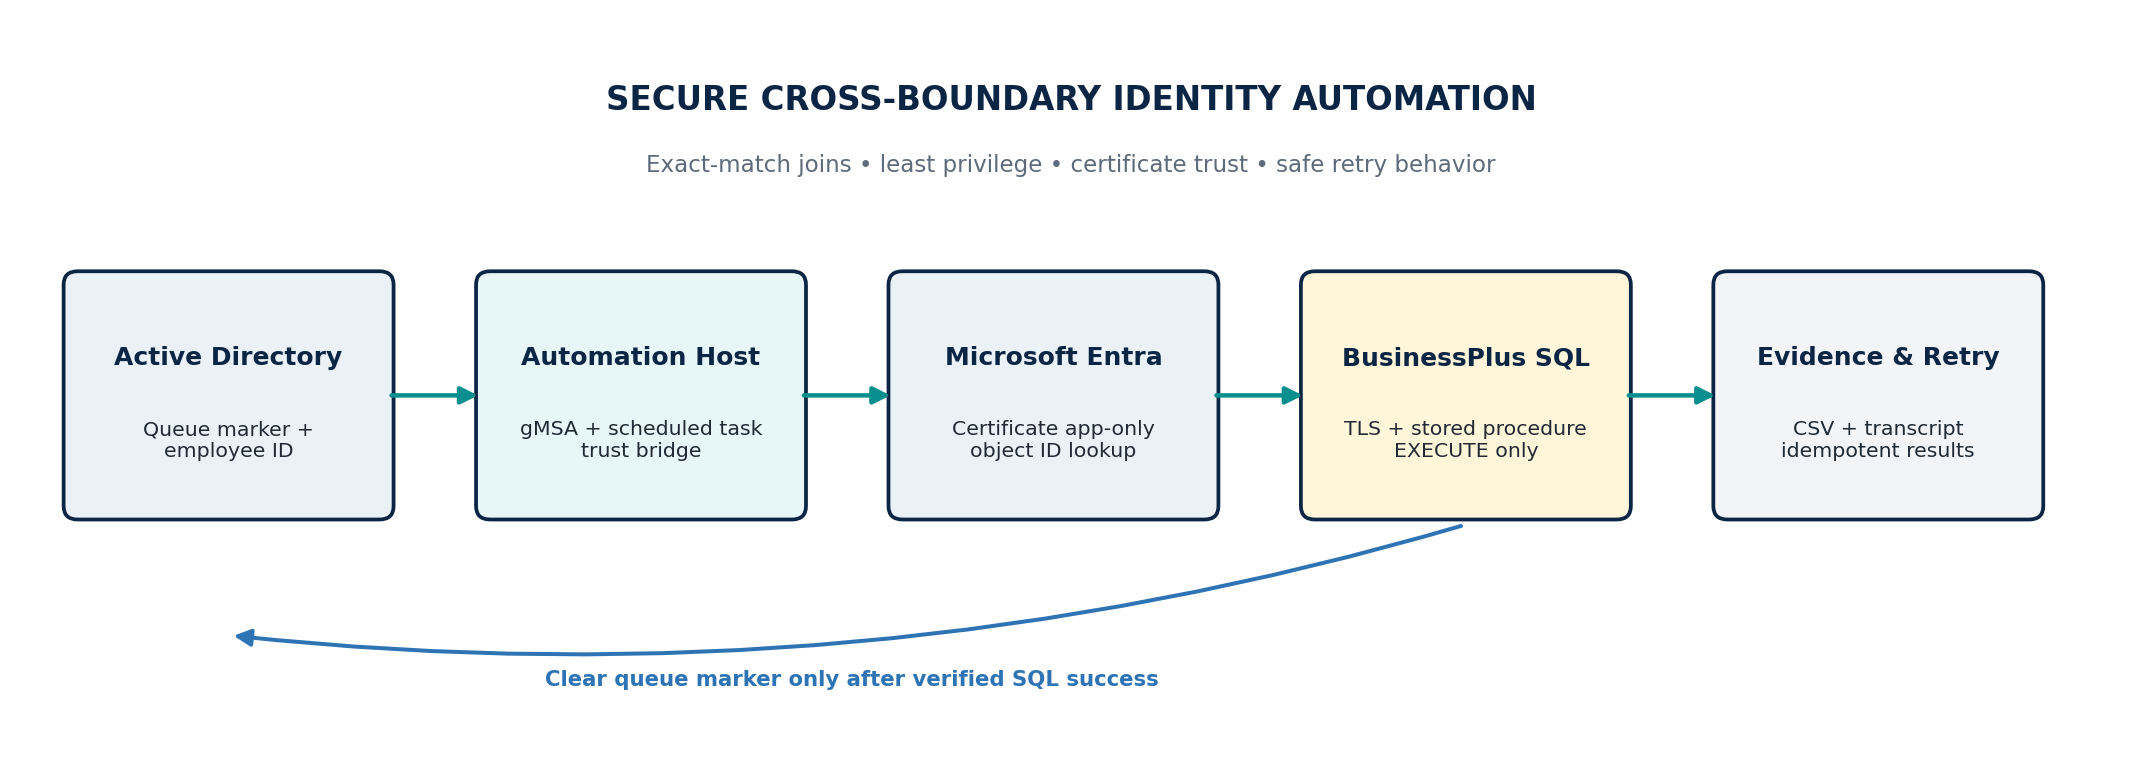 SECURE CROSS-BOUNDARY IDENTITY AUTOMATION
Exact-match joins • least privilege • certificate trust • safe retry behavior
Active Directory
Queue marker +
employee ID
Automation Host
gMSA + scheduled task
trust bridge
Microsoft Entra
Certificate app-only
object ID lookup
BusinessPlus SQL
TLS + stored procedure
EXECUTE only
Evidence & Retry
CSV + transcript
idempotent results
Clear queue marker only after verified SQL success